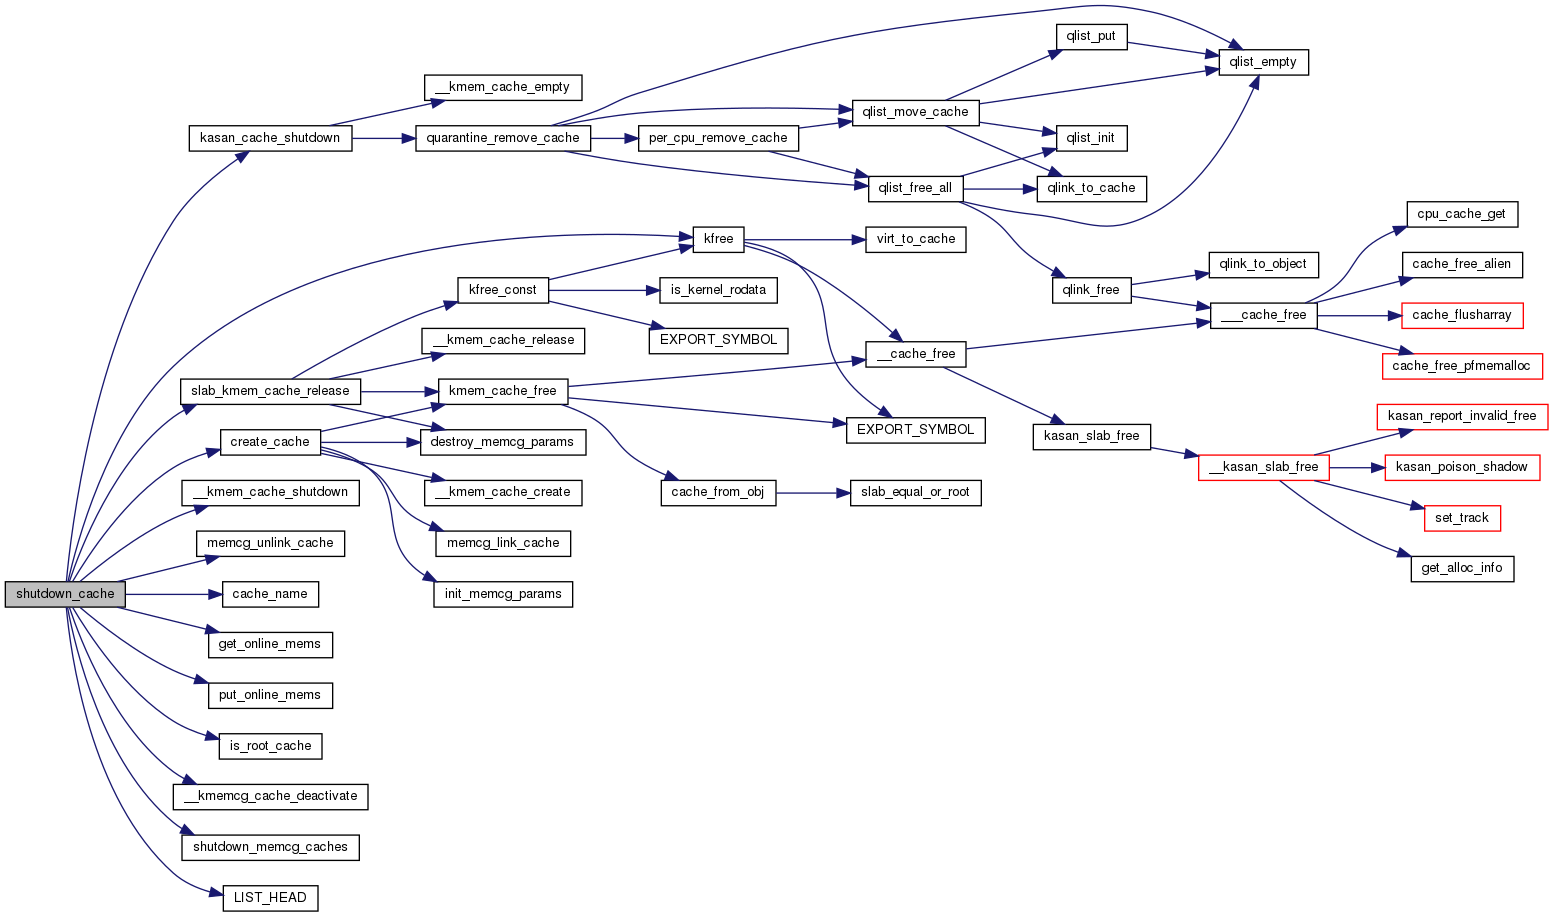 qlist_put
qlist_empty
__kmem_cache_empty
qlist_move_cache
kasan_cache_shutdown
quarantine_remove_cache
per_cpu_remove_cache
qlist_init
qlist_free_all
qlink_to_cache
cpu_cache_get
kfree
virt_to_cache
qlink_to_object
cache_free_alien
kfree_const
is_kernel_rodata
qlink_free
___cache_free
cache_flusharray
__kmem_cache_release
EXPORT_SYMBOL
__cache_free
cache_free_pfmemalloc
slab_kmem_cache_release
kmem_cache_free
kasan_report_invalid_free
create_cache
destroy_memcg_params
EXPORT_SYMBOL
kasan_slab_free
__kasan_slab_free
kasan_poison_shadow
__kmem_cache_shutdown
__kmem_cache_create
cache_from_obj
slab_equal_or_root
set_track
memcg_unlink_cache
memcg_link_cache
get_alloc_info
shutdown_cache
cache_name
init_memcg_params
get_online_mems
put_online_mems
is_root_cache
__kmemcg_cache_deactivate
shutdown_memcg_caches
LIST_HEAD